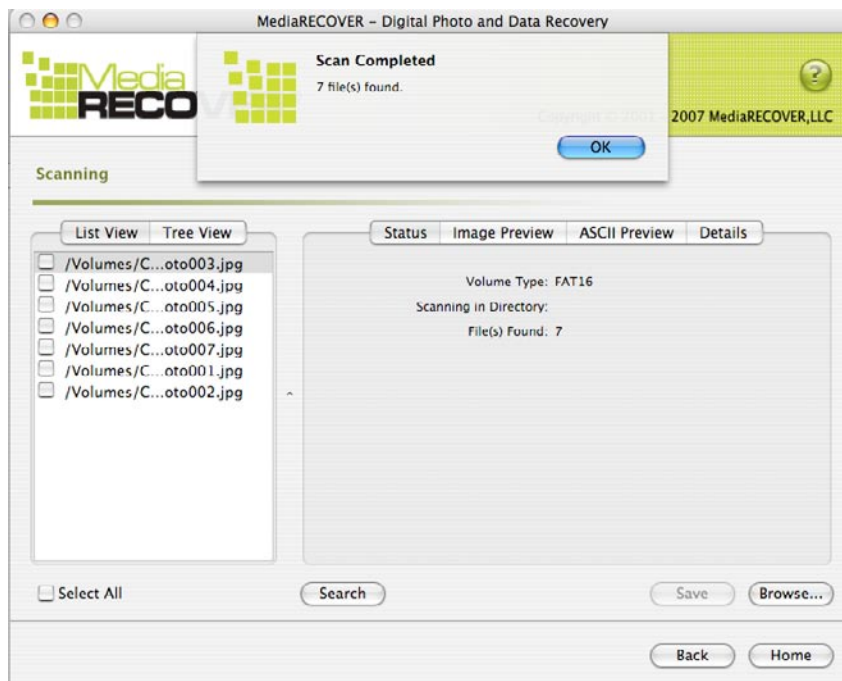 MediaRECOVER – Digital Photo and Data Recovery
Scan Completed
7 file(s) found.
OK
Media
RECOV
Copyright © 2001 - 2007 MediaRECOVER,LLC
?
Scanning
List View Tree View
/Volumes/C...oto003.jpg
/Volumes/C...oto004.jpg
/Volumes/C...oto005.jpg
/Volumes/C...oto006.jpg
/Volumes/C...oto007.jpg
/Volumes/C...oto001.jpg
/Volumes/C...oto002.jpg
Status Image Preview ASCII Preview Details
Volume Type: FAT16
Scanning in Directory:
File(s) Found: 7
Select All
Search
Save
Browse...
Back
Home